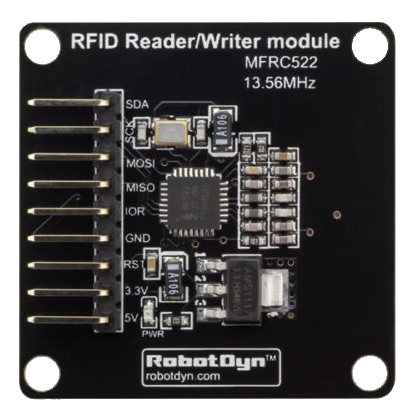 RFID Reader/Writer module
MFRC522
13.56MHz
SDA
SCK
MOSI
MISO
IOR
GND
RST
3.3V
5V
PWR
A106
A106
AMS1117
RobotDyn™
robotdyn.com